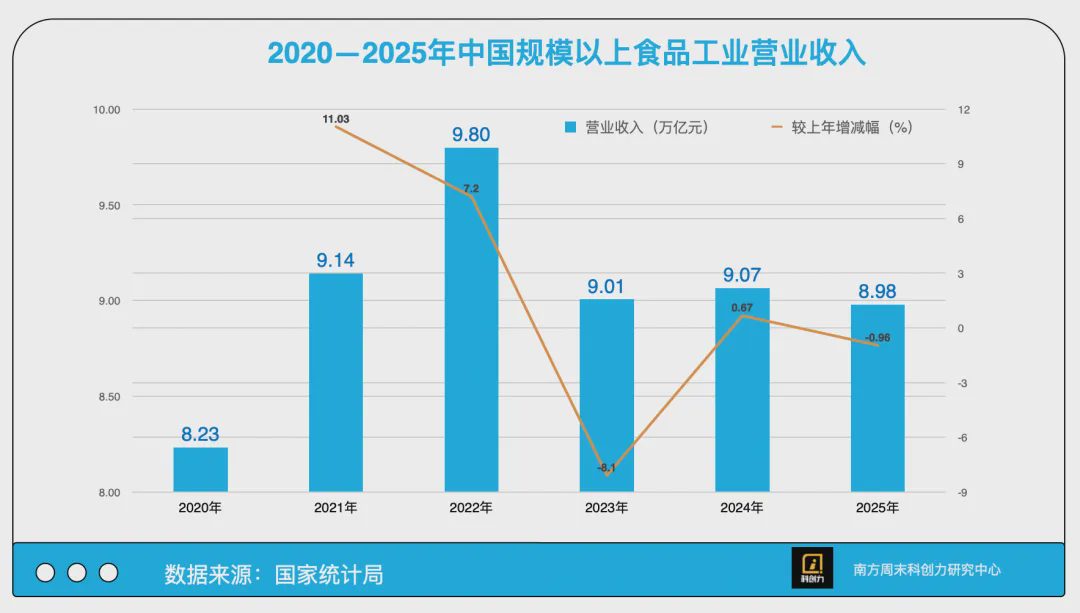 2020—2025年中国规模以上食品工业营业收入
营业收入（万亿元）
较上年增减幅（%）
10.00
9.50
9.00
8.50
8.00
12
9
6
3
0
-3
-6
-9
8.23
9.14
9.80
9.01
9.07
8.98
11.03
7.2
-8.1
0.67
-0.96
2020年
2021年
2022年
2023年
2024年
2025年
数据来源：国家统计局
科创力
南方周末科创力研究中心